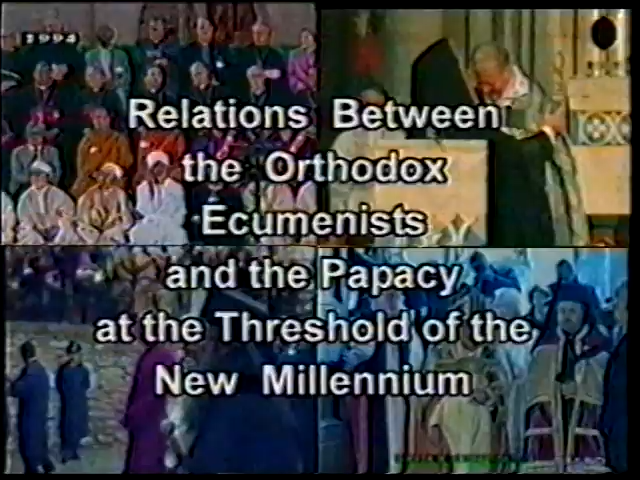 1994
Relations Between
the Orthodox
Ecumenists
and the Papacy
at the Threshold of the
New Millennium